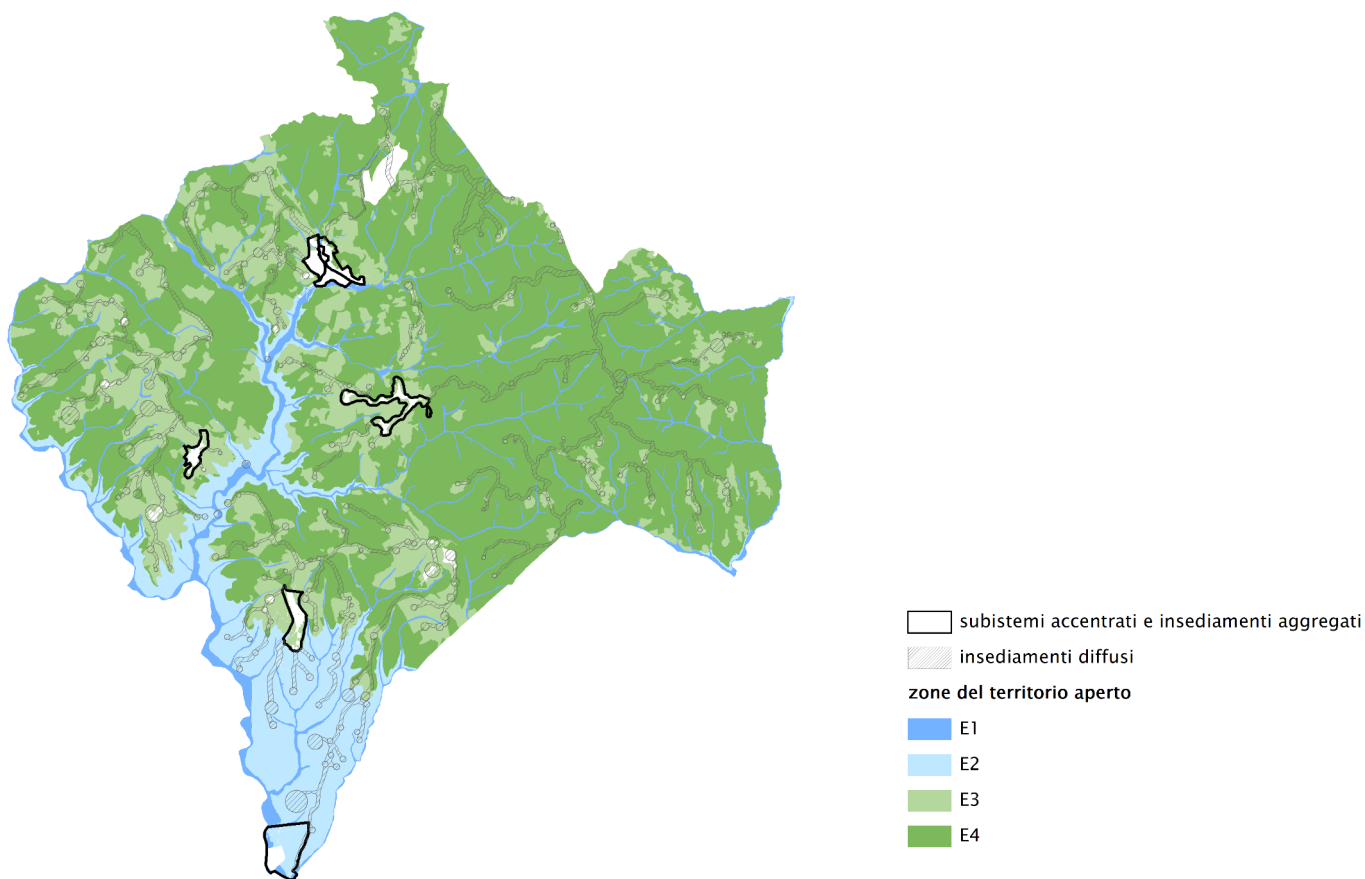 subistemi accentrati e insediamenti aggregati
insediamenti diffusi
zone del territorio aperto
E1
E2
E3
E4